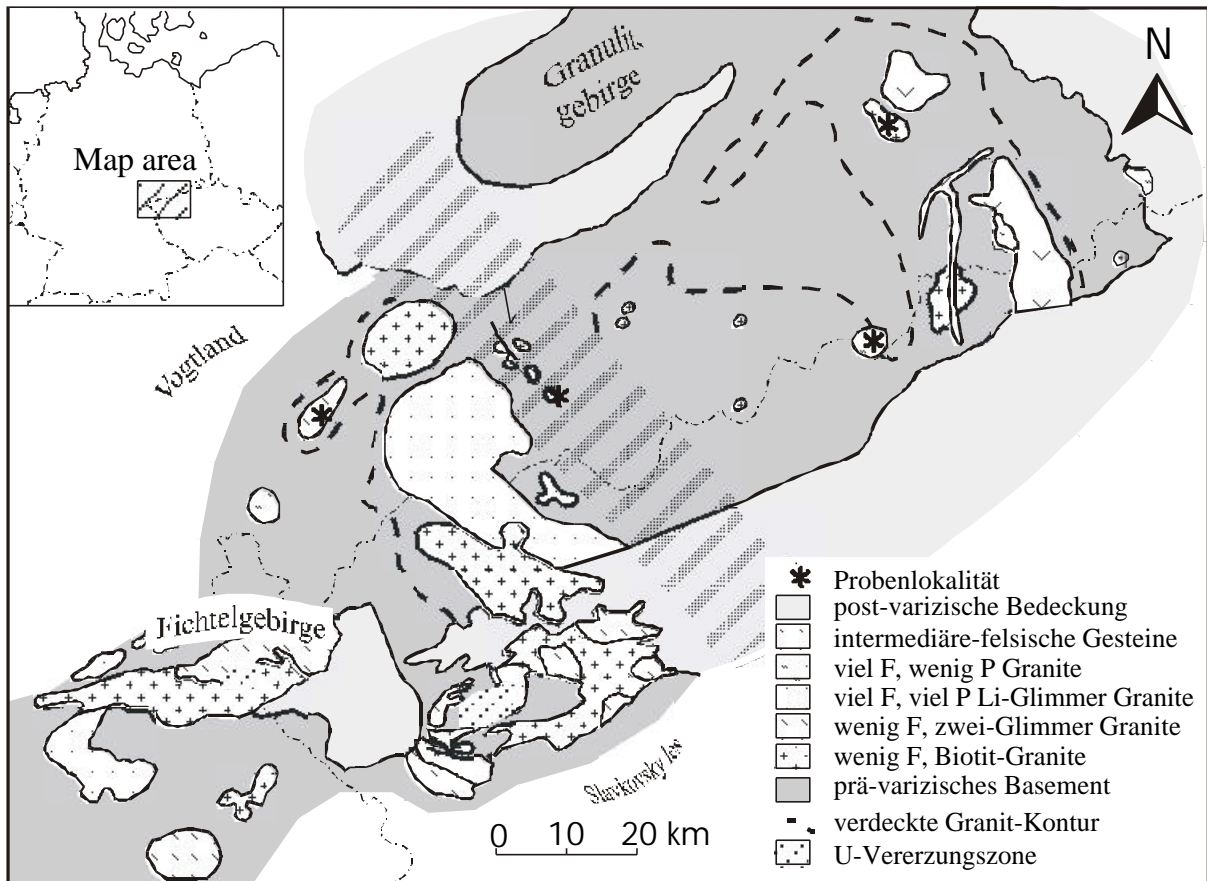 Map area
Granulit
gebirge
N
Vogtland
Fichtelgebirge
Slavkovsky les
0 10 20 km
Probenlokalität
post-varizische Bedeckung
intermediäre-felsische Gesteine
viel F, wenig P Granite
viel F, viel P Li-Glimmer Granite
wenig F, zwei-Glimmer Granite
wenig F, Biotit-Granite
prä-varizisches Basement
verdeckte Granit-Kontur
U-Vererzungszone